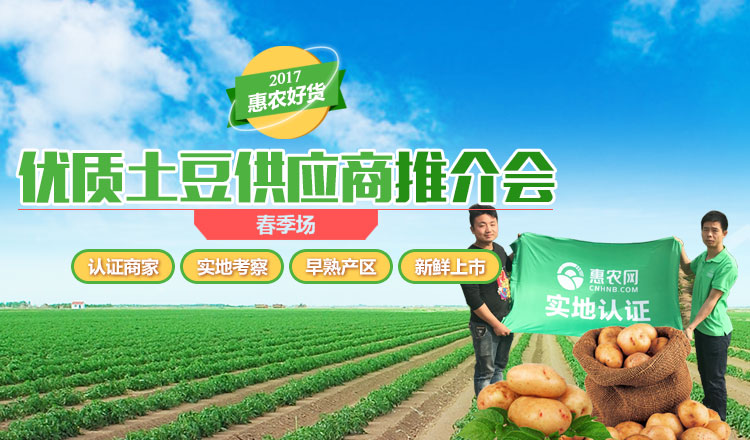 2017
惠农好货
优质土豆供应商推介会
春季场
认证商家 实地考察 早熟产区 新鲜上市
惠农网
CNHNB.COM
实地认证